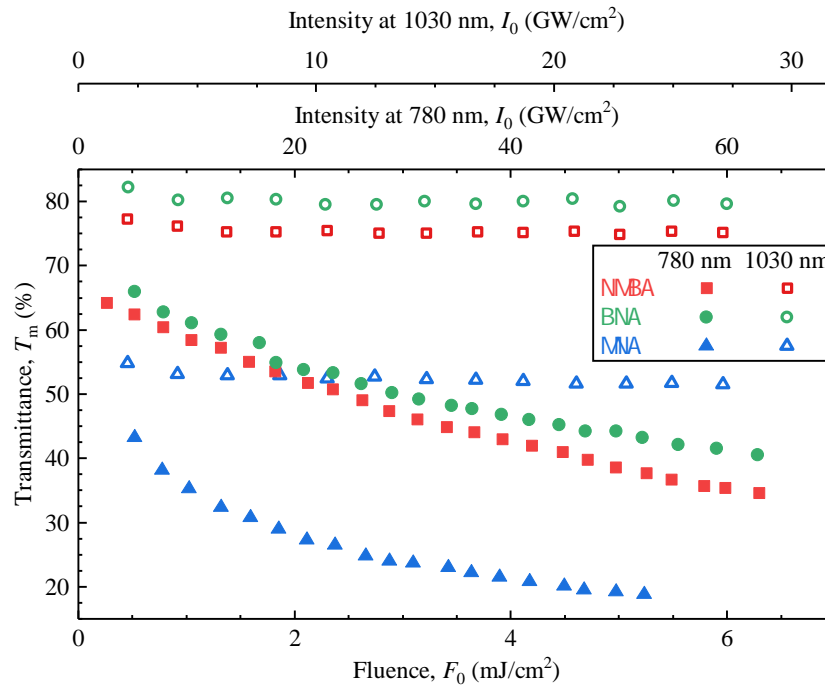 Intensity at 1030 nm, I₀ (GW/cm²)
0 10 20 30
Intensity at 780 nm, I₀ (GW/cm²)
0 20 40 60
80
70
60
50
40
30
20
Transmittance, Tₘ (%)
780 nm 1030 nm
NMBA
BNA
MNA
0 2 4 6
Fluence, F₀ (mJ/cm²)